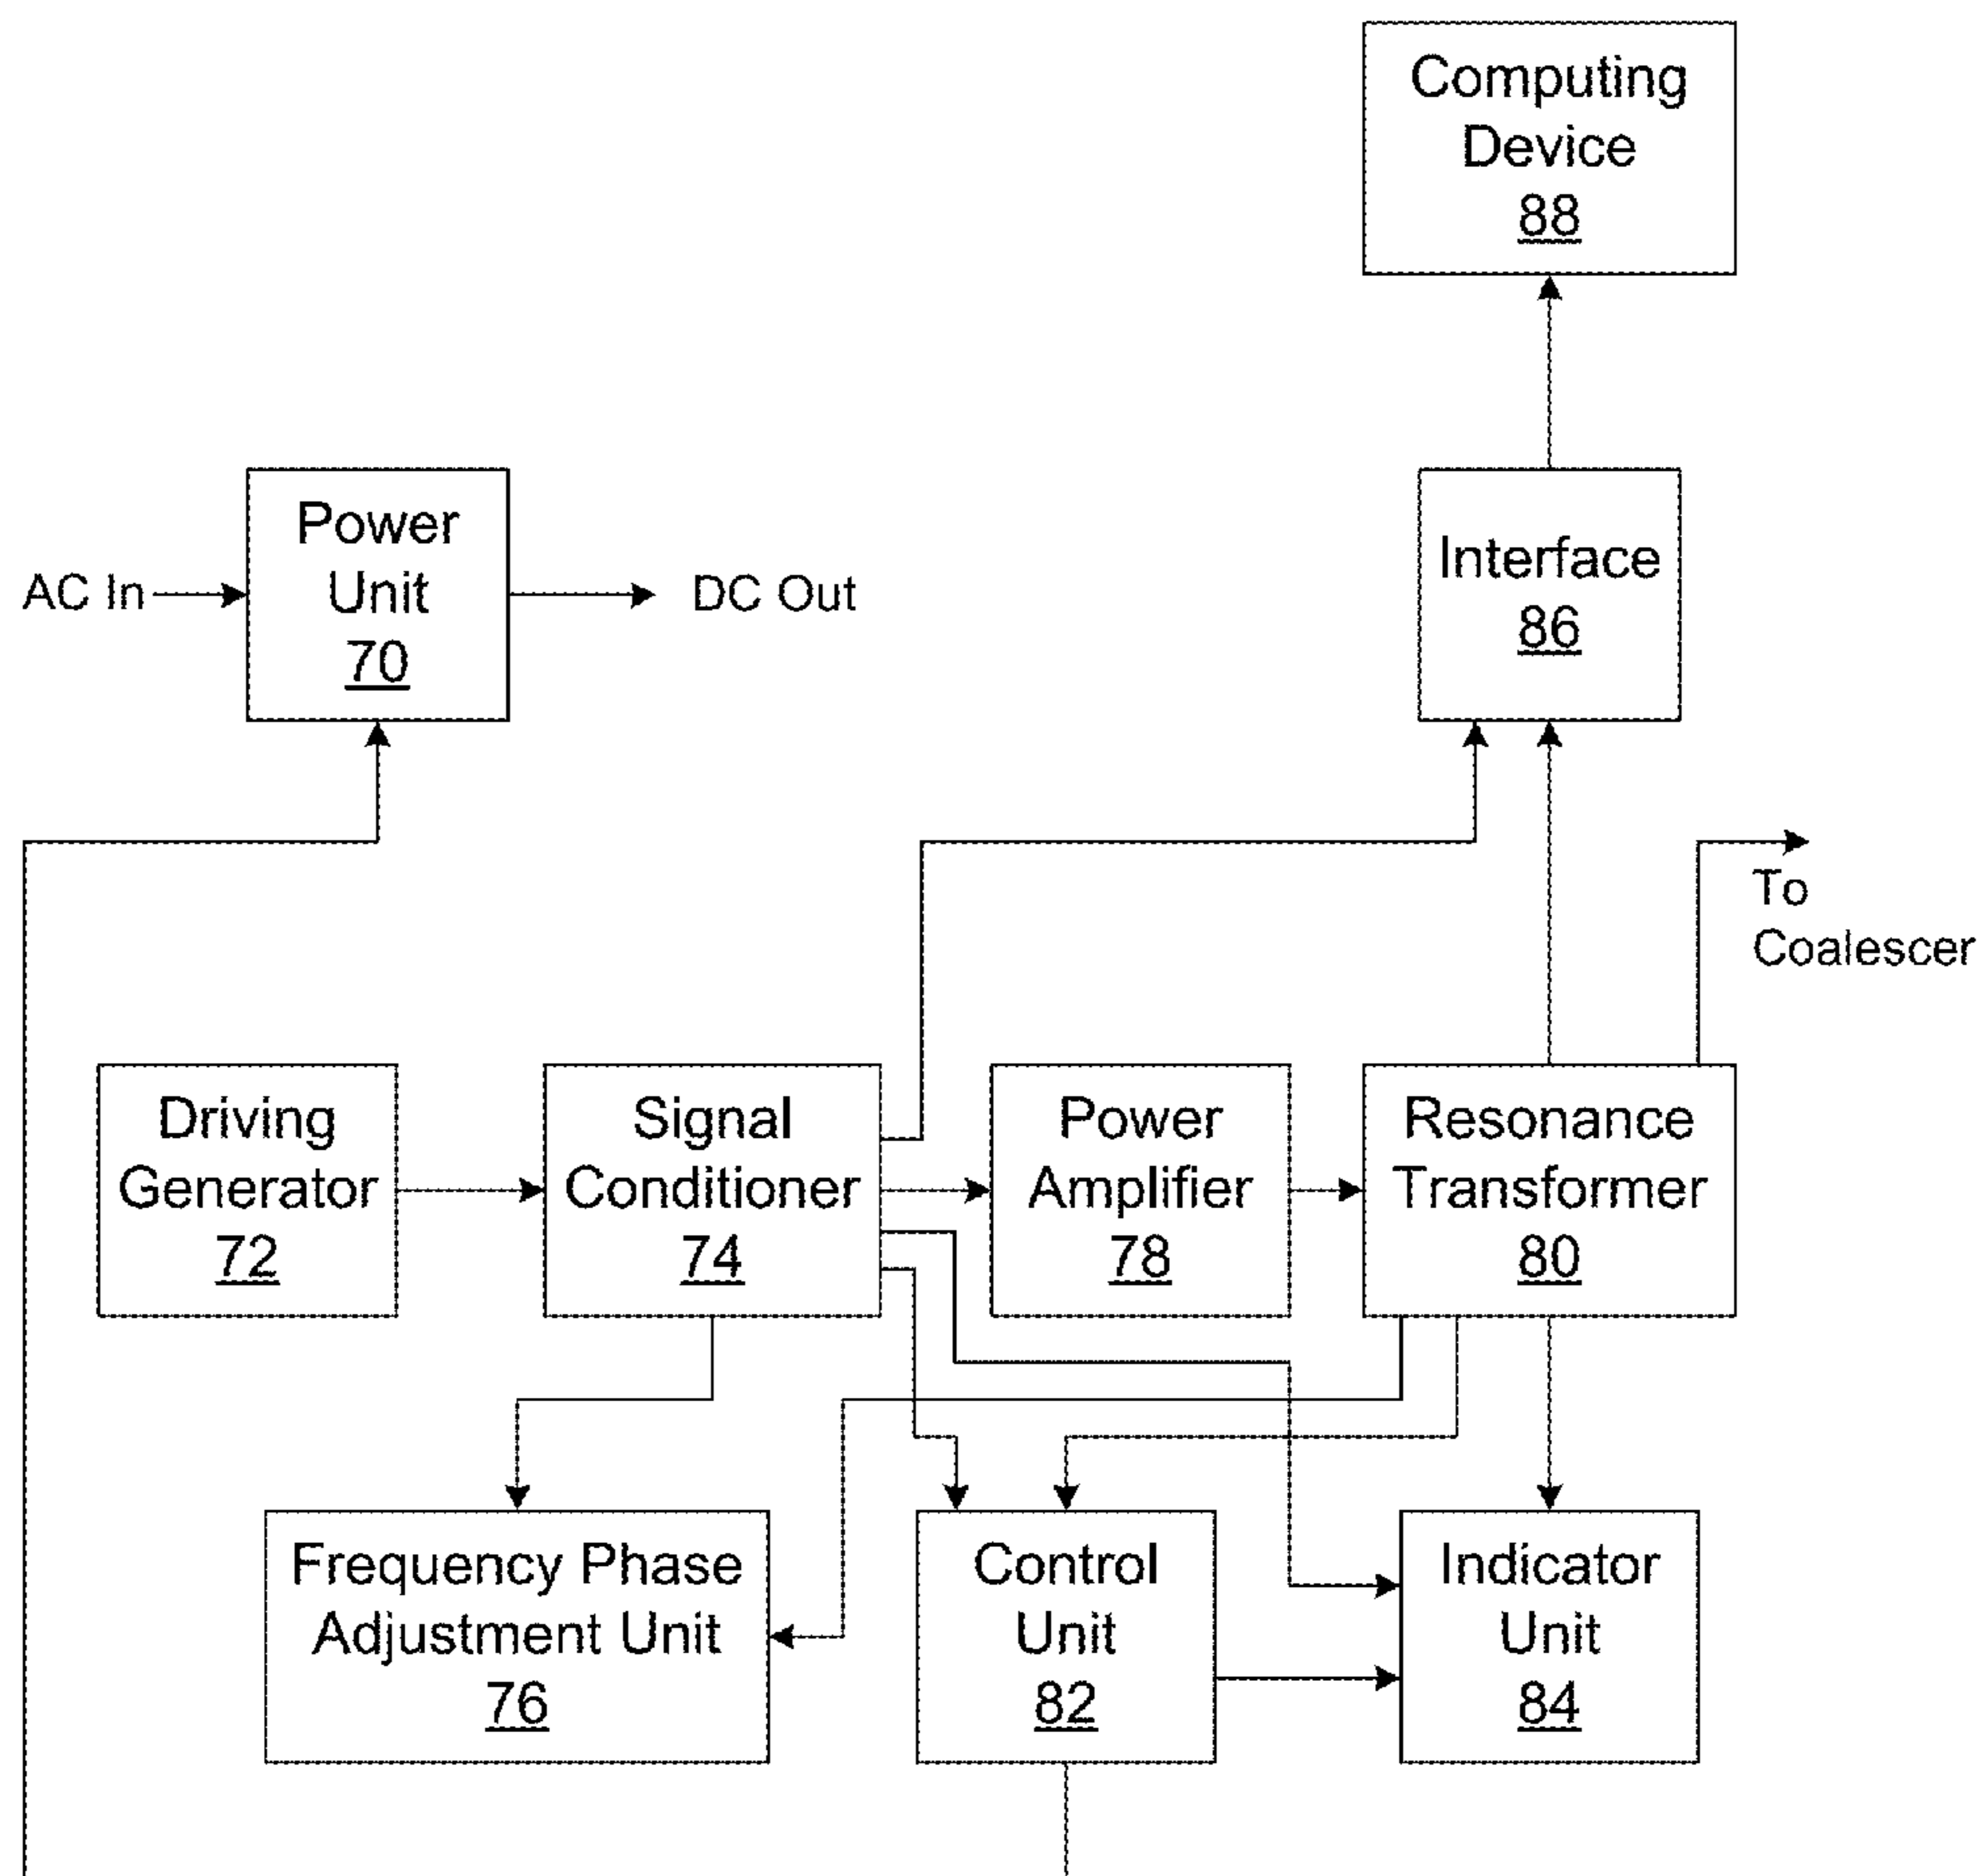 Computing
Device
88
Power
Unit
70
AC In
DC Out
Interface
86
To
Coalescer
Driving
Generator
72
Signal
Conditioner
74
Power
Amplifier
78
Resonance
Transformer
80
Frequency Phase
Adjustment Unit
76
Control
Unit
82
Indicator
Unit
84